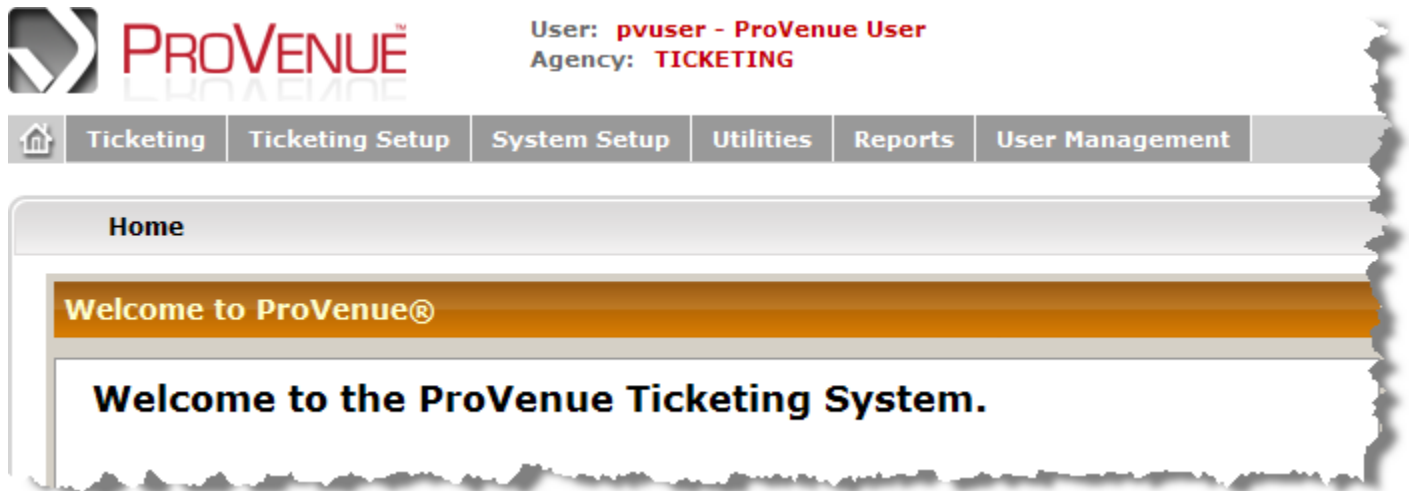 PROVENUE™
User: pvuser - ProVenue User
Agency: TICKETING
Ticketing Ticketing Setup System Setup Utilities Reports User Management
Home
Welcome to ProVenue®
Welcome to the ProVenue Ticketing System.